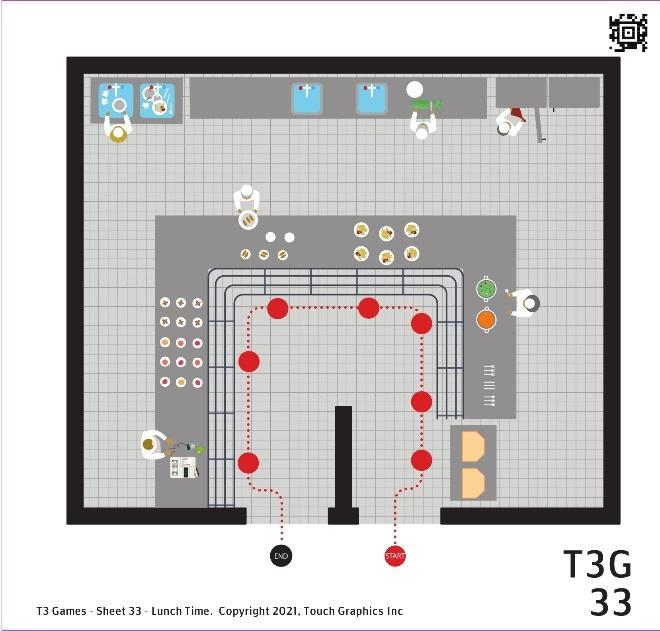 END
START
T3G
33
T3 Games - Sheet 33 - Lunch Time. Copyright 2021, Touch Graphics Inc